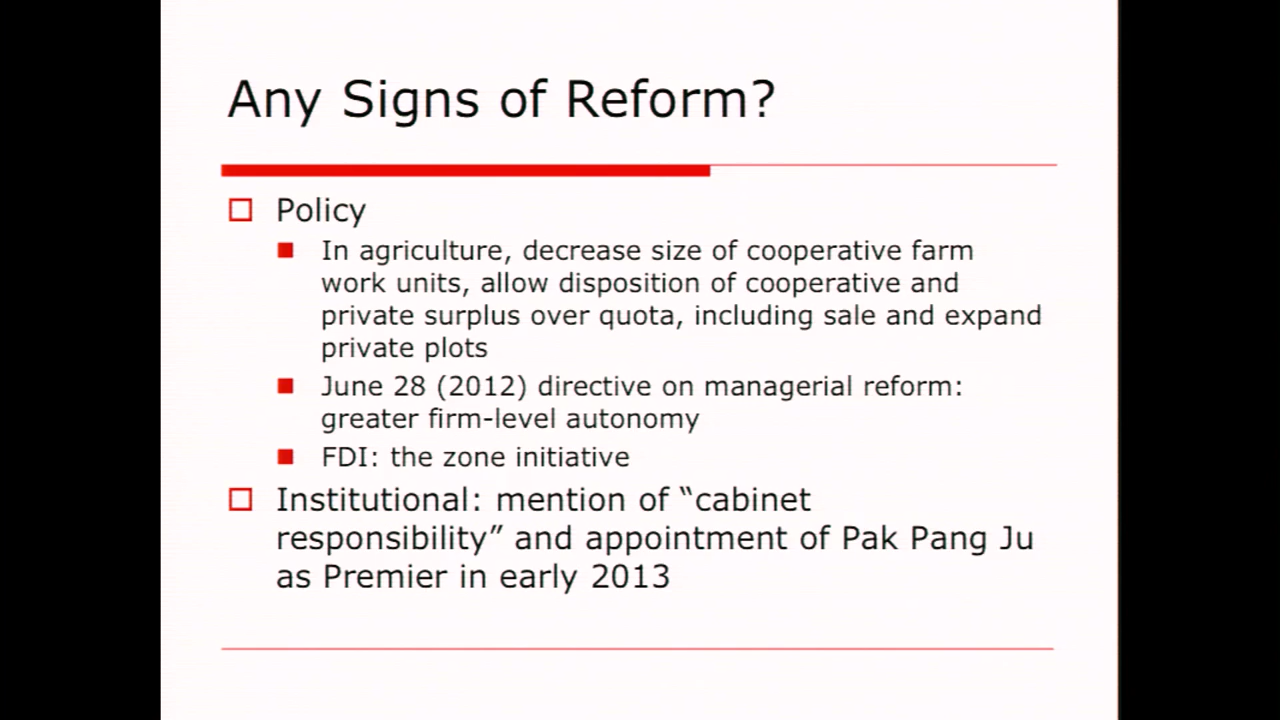 Any Signs of Reform?
Policy
In agriculture, decrease size of cooperative farm
work units, allow disposition of cooperative and
private surplus over quota, including sale and expand
private plots
June 28 (2012) directive on managerial reform:
greater firm-level autonomy
FDI: the zone initiative
Institutional: mention of “cabinet
responsibility” and appointment of Pak Pang Ju
as Premier in early 2013